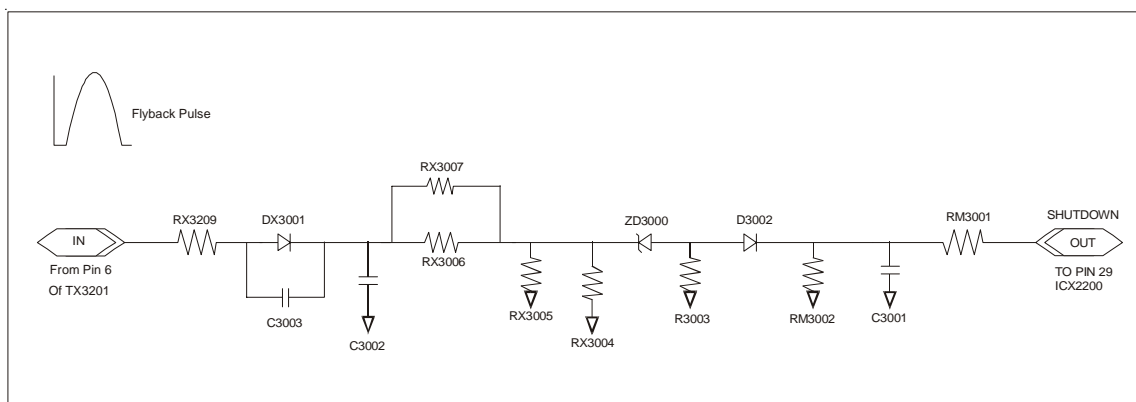 Flyback Pulse
RX3007
RX3209
DX3001
ZD3000
D3002
RM3001
SHUTDOWN
IN
OUT
RX3006
From Pin 6
Of TX3201
TO PIN 29
ICX2200
C3003
C3002
RX3005
RX3004
R3003
RM3002
C3001